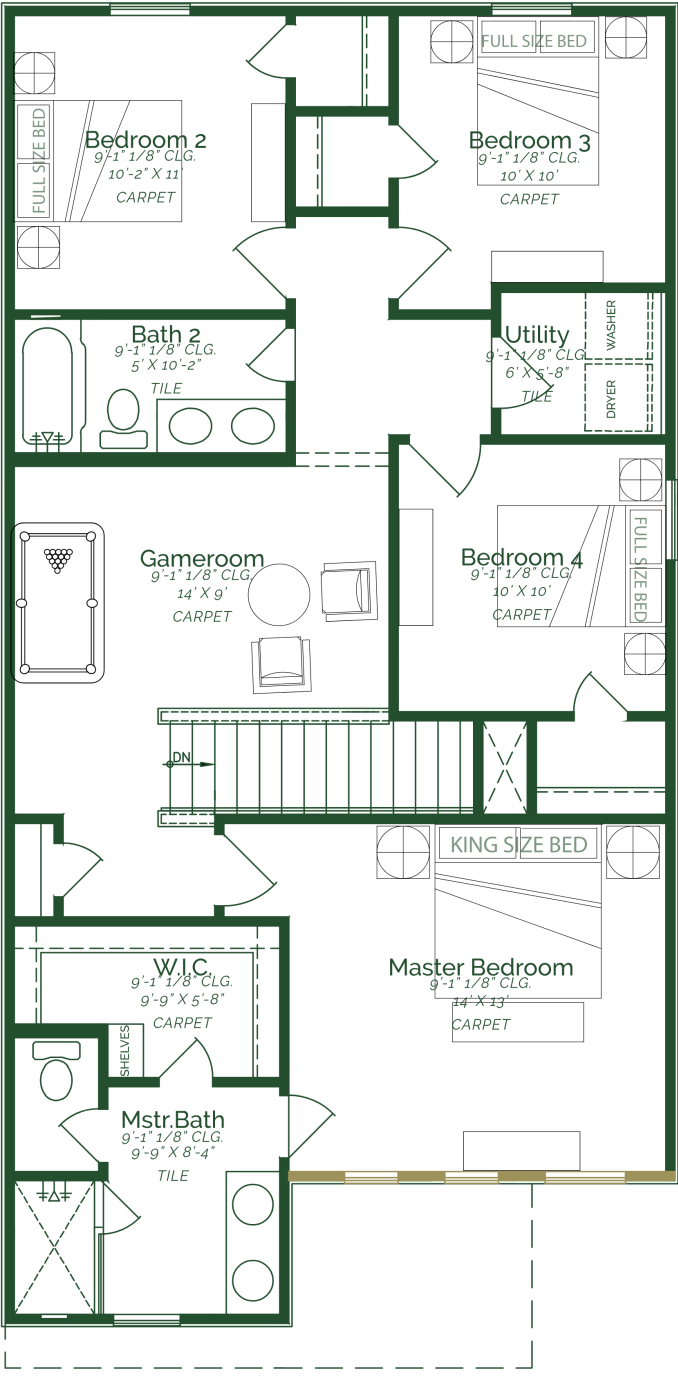 FULL SIZE BED
Bedroom 2
9'-1" 1/8" CLG.
10'-2" X 11'
CARPET
FULL SIZE BED
Bedroom 3
9'-1" 1/8" CLG.
10' X 10'
CARPET
Bath 2
9'-1" 1/8" CLG.
5' X 10'-2"
TILE
Utility
9'-1" 1/8" CLG.
6' X 5'-8"
TILE
WASHER
DRYER
Gameroom
9'-1" 1/8" CLG.
14' X 9'
CARPET
Bedroom 4
9'-1" 1/8" CLG.
10' X 10'
CARPET
FULL SIZE BED
DN
KING SIZE BED
W.I.C.
9'-1" 1/8" CLG.
9'-9" X 5'-8"
CARPET
SHELVES
Master Bedroom
9'-1" 1/8" CLG.
14' X 13'
CARPET
Mstr.Bath
9'-1" 1/8" CLG.
9'-9" X 8'-4"
TILE